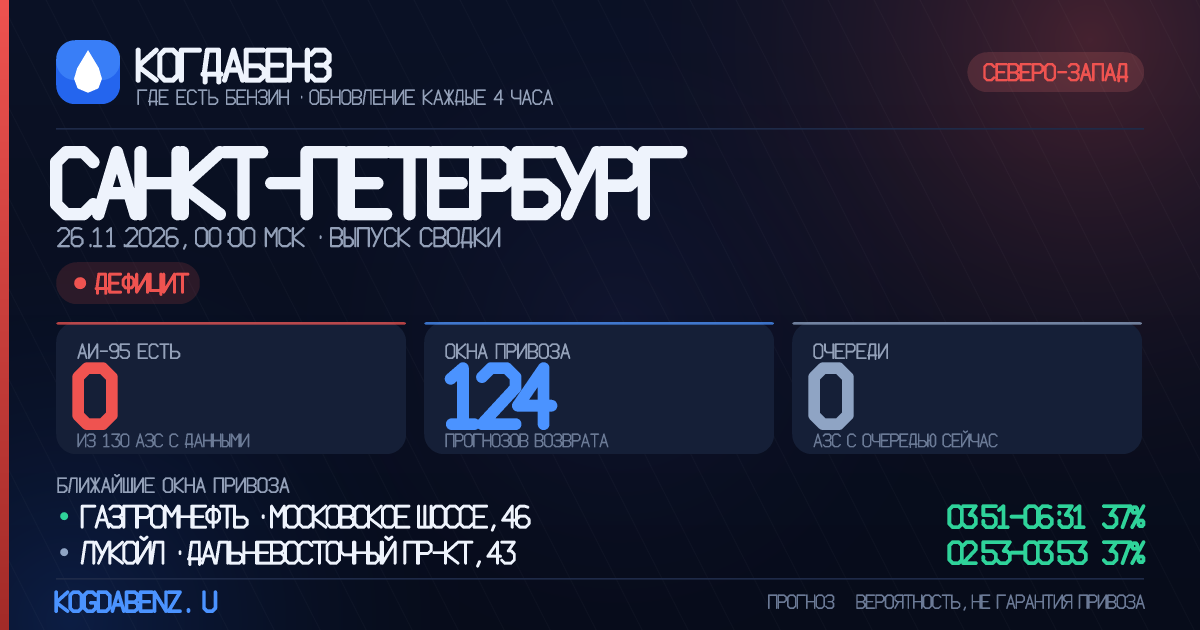 КОГДАБЕНЗ
ГДЕ ЕСТЬ БЕНЗИН · ОБНОВЛЕНИЕ КАЖДЫЕ 4 ЧАСА
СЕВЕРО-ЗАПАД
САНКТ-ПЕТЕРБУРГ
26.11.2026, 00:00 МСК · ВЫПУСК СВОДКИ
• ДЕФИЦИТ
АИ-95 ЕСТЬ
0
ИЗ 130 АЗС С ДАННЫМИ
ОКНА ПРИВОЗА
124
ПРОГНОЗОВ ВОЗВРАТА
ОЧЕРЕДИ
0
АЗС С ОЧЕРЕДЬЮ СЕЙЧАС
БЛИЖАЙШИЕ ОКНА ПРИВОЗА
• ГАЗПРОМНЕФТЬ · МОСКОВСКОЕ ШОССЕ, 46 03:51-06:31 37%
• ЛУКОЙЛ · ДАЛЬНЕВОСТОЧНЫЙ ПР-КТ, 43 02:53-03:53 37%
KOGDABENZ. U
ПРОГНОЗ ВЕРОЯТНОСТЬ, НЕ ГАРАНТИЯ ПРИВОЗА